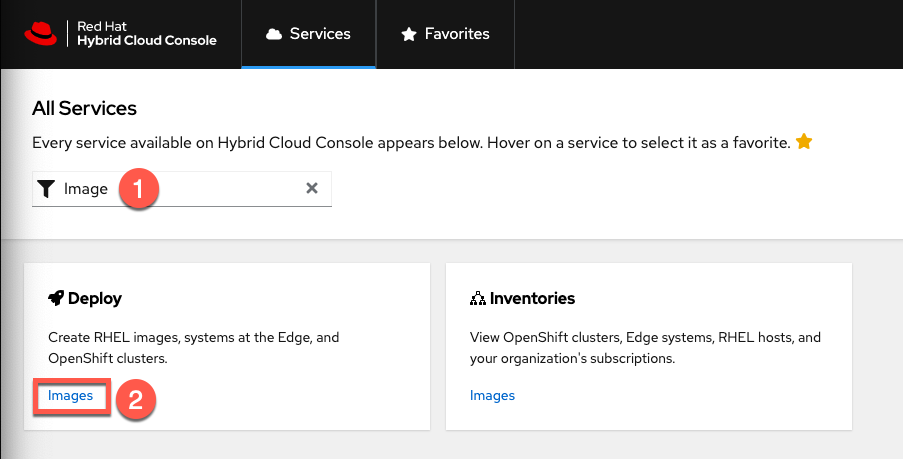 Red Hat
Hybrid Cloud Console
Services
Favorites
All Services
Every service available on Hybrid Cloud Console appears below. Hover on a service to select it as a favorite.
Image
1
Deploy
Create RHEL images, systems at the Edge, and
OpenShift clusters.
Images
2
Inventories
View OpenShift clusters, Edge systems, RHEL hosts, and
your organization's subscriptions.
Images